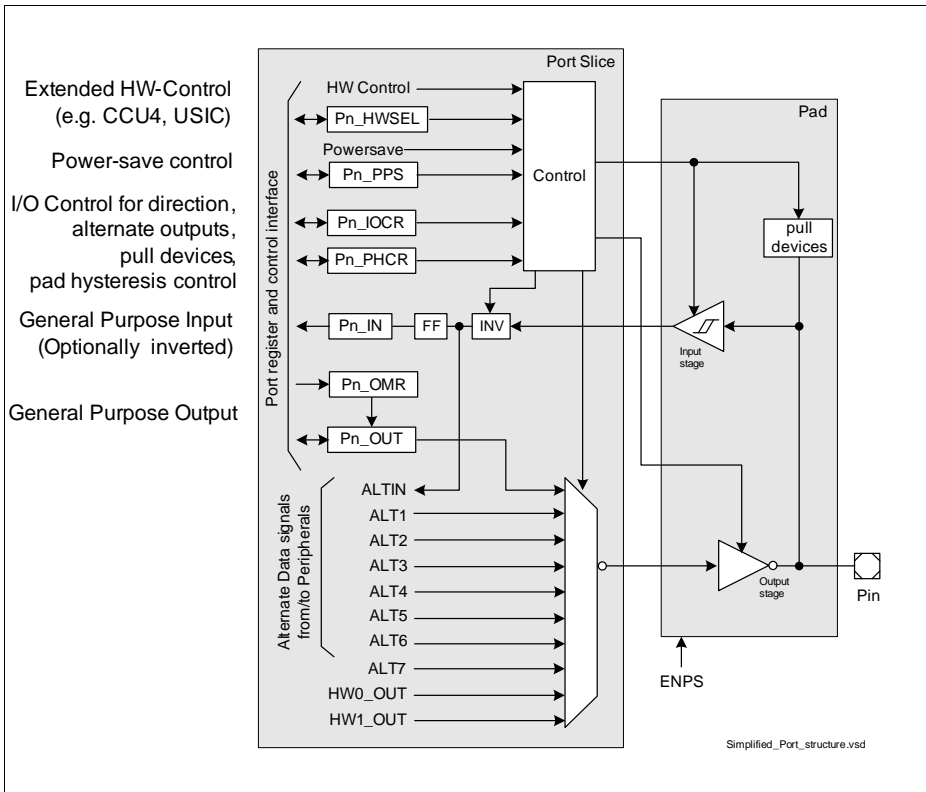 Port Slice
Pad
Extended HW-Control
(e.g. CCU4, USIC)
Power-save control
I/O Control for direction,
alternate outputs,
pull devices,
pad hysteresis control
General Purpose Input
(Optionally inverted)
General Purpose Output
Port register and control interface
HW Control
Pn_HWSEL
Powersave
Pn_PPS
Pn_IOCR
Pn_PHCR
Control
pull
devices
Pn_IN
FF
INV
Input
stage
Pn_OMR
Pn_OUT
Alternate Data signals
from/to Peripherals
ALTIN
ALT1
ALT2
ALT3
ALT4
ALT5
ALT6
ALT7
HW0_OUT
HW1_OUT
Output
stage
Pin
ENPS
Simplified_Port_structure.vsd